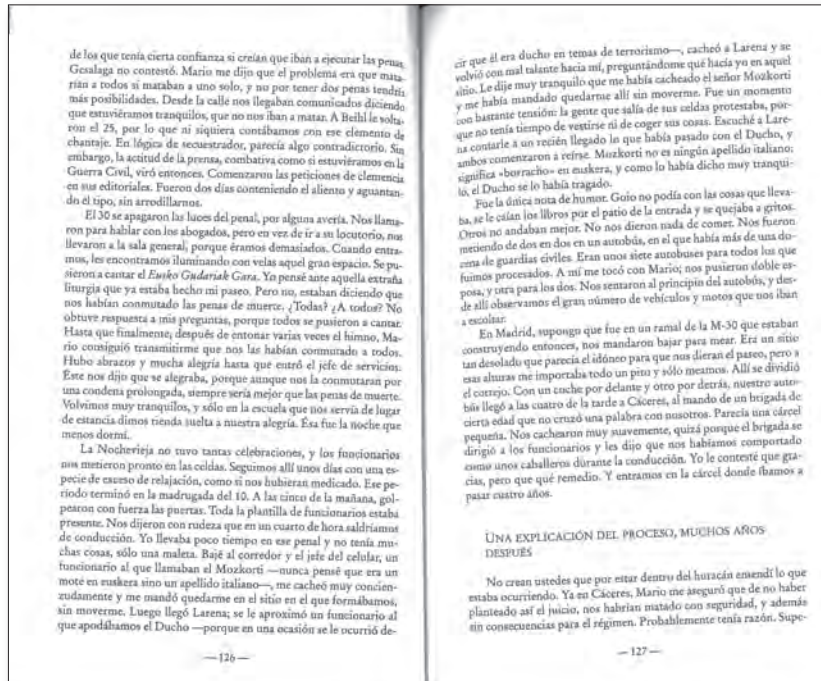 de los que tenía cierta confianza si creían que iban a ejecutar las penas.
Gesalaga no contestó. Mario me dijo que el problema era que mata-
rían a todos si mataban a uno solo, y no por tener dos penas tendría
más posibilidades. Desde la calle nos llegaban comunicados diciendo
que estuviéramos tranquilos, que no nos iban a matar. A Beihl le solta-
ron el 25, por lo que ni siquiera contábamos con ese elemento de
chantaje. En lógica de secuestrador, parecía algo contradictorio. Sin
embargo, la actitud de la prensa, combativa como si estuviéramos en la
Guerra Civil, viró entonces. Comenzaron las peticiones de clemencia
en sus editoriales. Fueron dos días conteniendo el aliento y aguantan-
do el tipo, sin arrodillarnos.
El 30 se apagaron las luces del penal, por alguna avería. Nos llama-
ron para hablar con los abogados, pero en vez de ir a su locutorio, nos
llevaron a la sala general, porque éramos demasiados. Cuando entra-
mos, les encontramos iluminando con velas aquel gran espacio. Se pu-
sieron a cantar el Eusko Gudariak Gara. Yo pensé ante aquella extraña
liturgia que ya estaba hecho mi paseo. Pero no, estaban diciendo que
nos habían conmutado las penas de muerte. ¿Todas? ¿A todos? No
obtuve respuesta a mis preguntas, porque todos se pusieron a cantar.
Hasta que finalmente, después de entonar varias veces el himno, Ma-
rio consiguió transmitirme que nos las habían conmutado a todos.
Hubo abrazos y mucha alegría hasta que entró el jefe de servicios.
Éste nos dijo que se alegraba, porque aunque nos la conmutaran por
una condena prolongada, siempre sería mejor que las penas de muerte.
Volvimos muy tranquilos, y sólo en la escuela que nos servía de lugar
de estancia dimos rienda suelta a nuestra alegría. Ésa fue la noche que
menos dormí.
La Nochevieja no tuvo tantas celebraciones, y los funcionarios
nos metieron pronto en las celdas. Seguimos allí unos días con una es-
pecie de exceso de relajación, como si nos hubieran medicado. Ese pe-
ríodo terminó en la madrugada del 10. A las cinco de la mañana, gol-
pearon con fuerza las puertas. Toda la plantilla de funcionarios estaba
presente. Nos dijeron con rudeza que en un cuarto de hora saldríamos
de conducción. Yo llevaba poco tiempo en ese penal y no tenía mu-
chas cosas, sólo una maleta. Bajé al corredor y el jefe del celular, un
funcionario al que llamaban el Mozkorti —nunca pensé que era un
mote en euskera sino un apellido italiano—, me cacheó muy concien-
zudamente y me mandó quedarme en el sitio en el que formábamos,
sin moverme. Luego llegó Larena; se le aproximó un funcionario al
que apodábamos el Ducho —porque en una ocasión se le ocurrió de-
—126—
cir que él era ducho en temas de terrorismo—, cacheó a Larena y se
volvió con mal talante hacia mí, preguntándome qué hacía yo en aquel
sitio. Le dije muy tranquilo que me había cacheado el señor Mozkorti
y me había mandado quedarme allí sin moverme. Fue un momento
con bastante tensión: la gente que salía de sus celdas protestaba, por-
que no tenía tiempo de vestirse ni de coger sus cosas. Escuché a Lare-
na contarle a un recién llegado lo que había pasado con el Ducho, y
ambos comenzaron a reírse. Mozkorti no es ningún apellido italiano;
significa «borracho» en euskera, y como lo había dicho muy tranqui-
lo, el Ducho se lo había tragado.
Fue la única nota de humor. Goio no podía con las cosas que lleva-
ba, se le caían los libros por el patio de la entrada y se quejaba a gritos.
Otros no andaban mejor. No nos dieron nada de comer. Nos fueron
metiendo de dos en dos en un autobús, en el que había más de una do-
cena de guardias civiles. Eran unos siete autobuses para todos los que
fuimos procesados. A mí me tocó con Mario; nos pusieron doble es-
posa, y otra para los dos. Nos sentaron al principio del autobús, y des-
de allí observamos el gran número de vehículos y motos que nos iban
a escoltar.
En Madrid, supongo que fue en un ramal de la M-30 que estaban
construyendo entonces, nos mandaron bajar para mear. Era un sitio
tan desolado que parecía el idóneo para que nos dieran el paseo, pero a
esas alturas me importaba todo un pito y sólo meamos. Allí se dividió
el cortejo. Con un coche por delante y otro por detrás, nuestro auto-
bús llegó a las cuatro de la tarde a Cáceres, al mando de un brigada de
cierta edad que no cruzó una palabra con nosotros. Parecía una cárcel
pequeña. Nos cachearon muy suavemente, quizá porque el brigada se
dirigió a los funcionarios y les dijo que nos habíamos comportado
como unos caballeros durante la conducción. Yo le contesté que gra-
cias, pero que qué remedio. Y entramos en la cárcel donde íbamos a
pasar cuatro años.
UNA EXPLICACIÓN DEL PROCESO, MUCHOS AÑOS
DESPUÉS
No crean ustedes que por estar dentro del huracán entendí lo que
estaba ocurriendo. Ya en Cáceres, Mario me aseguró que de no haber
planteado así el juicio, nos habrían matado con seguridad, y además
sin consecuencias para el régimen. Probablemente tenía razón. Supe-
—127—